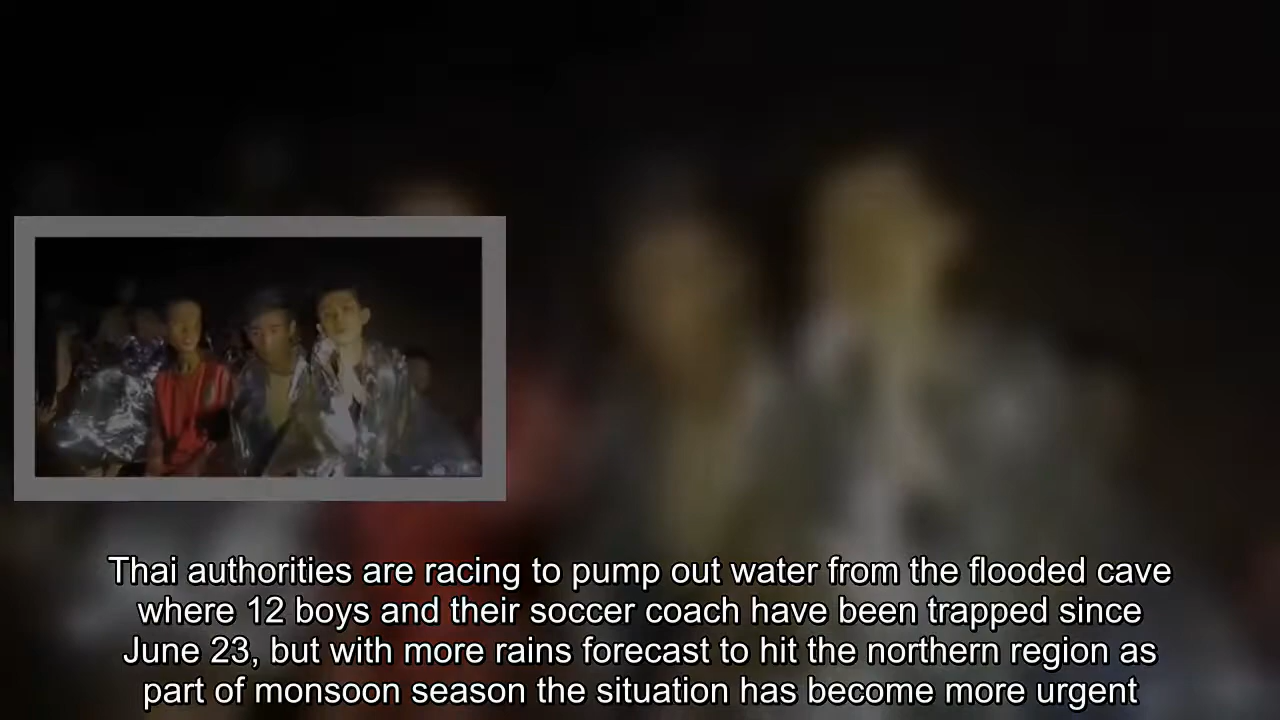 Thai authorities are racing to pump out water from the flooded cave
where 12 boys and their soccer coach have been trapped since
June 23, but with more rains forecast to hit the northern region as
part of monsoon season the situation has become more urgent